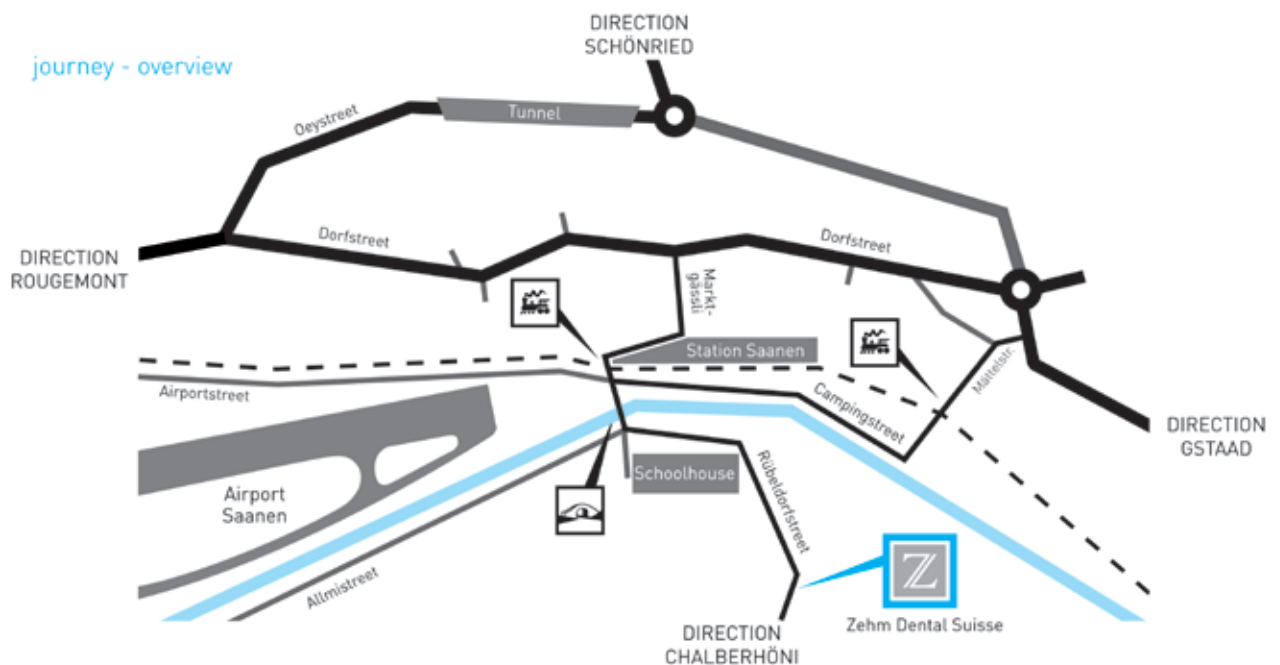 DIRECTION
SCHÖNRIED
journey - overview
Oeystreet
Tunnel
Dorfstreet
Dorfstreet
DIRECTION
ROUGEMONT
Markt-
gässli
Station Saanen
Mättelstr.
Airportstreet
Campingstreet
DIRECTION
GSTAAD
Schoolhouse
Rübeldorfstreet
Airport
Saanen
Allmistreet
Z
Zehm Dental Suisse
DIRECTION
CHALBERHÖNI